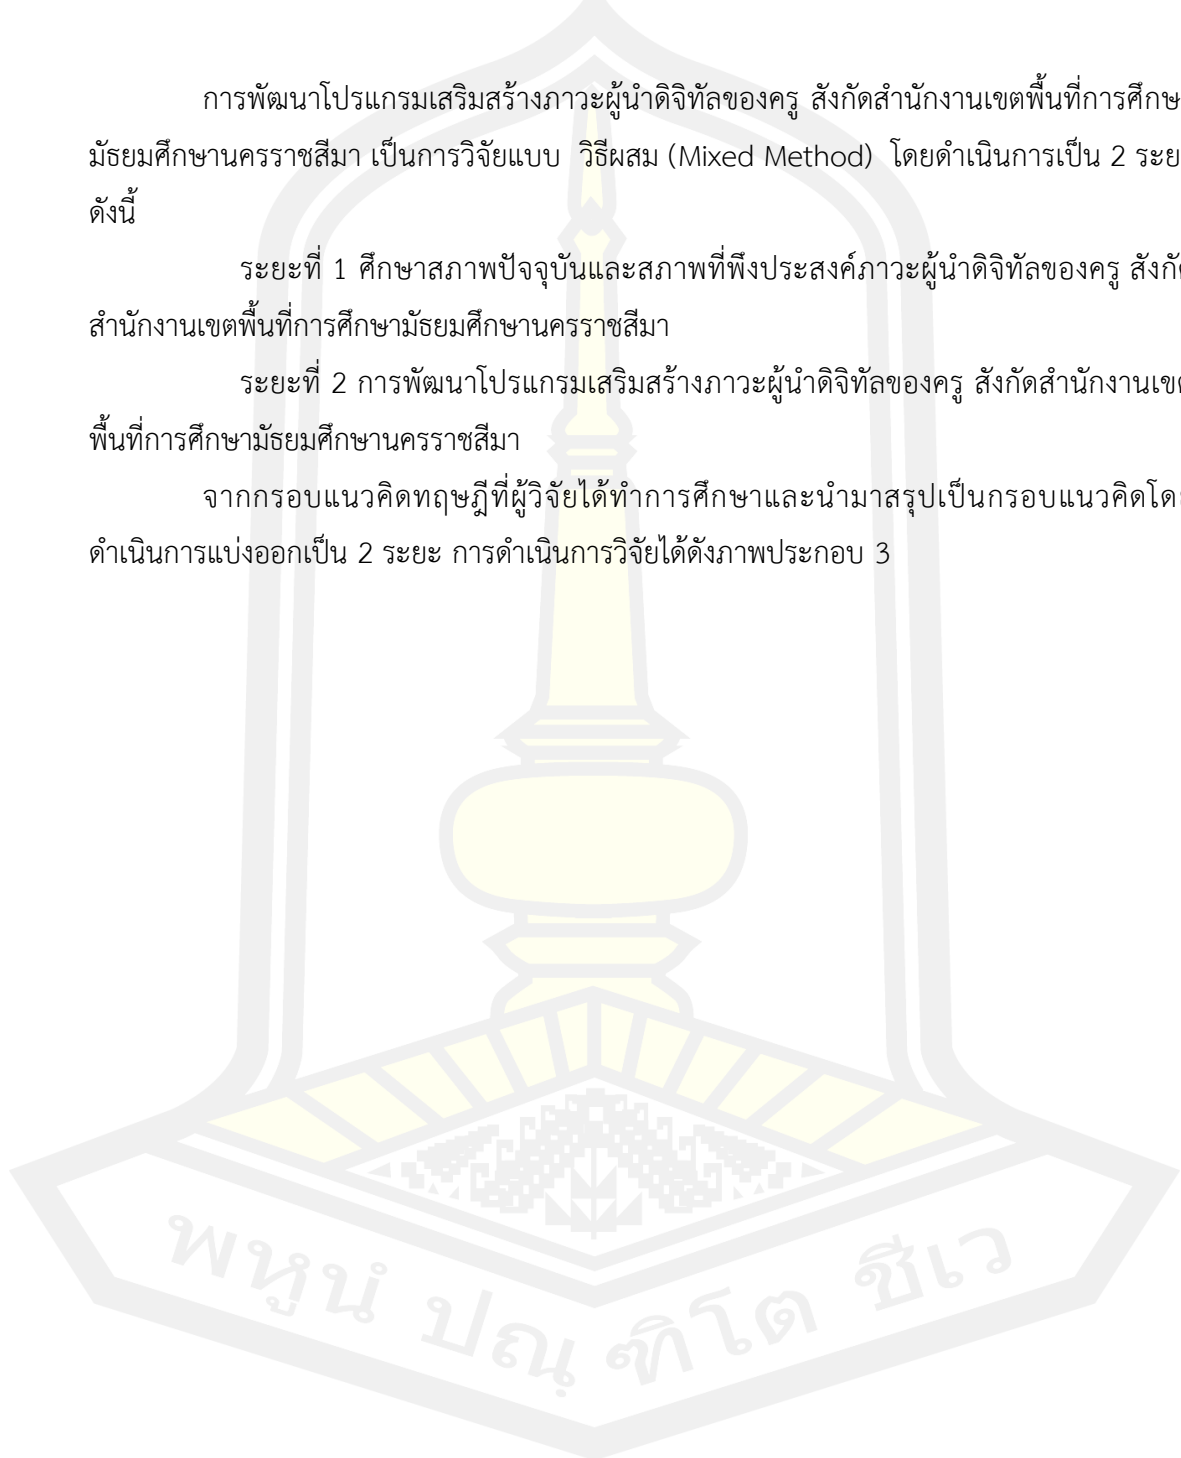 การพัฒนาโปรแกรมเสริมสร้างภาวะผู้นำดิจิทัลของครู สังกัดสำนักงานเขตพื้นที่การศึกษ
มัธยมศึกษานครราชสีมา เป็นการวิจัยแบบ วิธีผสม (Mixed Method) โดยดำเนินการเป็น 2 ระย
ดังนี้
ระยะที่ 1 ศึกษาสภาพปัจจุบันและสภาพที่พึงประสงค์ภาวะผู้นำดิจิทัลของครู สังกั
สำนักงานเขตพื้นที่การศึกษามัธยมศึกษานครราชสีมา
ระยะที่ 2 การพัฒนาโปรแกรมเสริมสร้างภาวะผู้นำดิจิทัลของครู สังกัดสำนักงานเข
พื้นที่การศึกษามัธยมศึกษานครราชสีมา
จากกรอบแนวคิดทฤษฎีที่ผู้วิจัยได้ทำการศึกษาและนำมาสรุปเป็นกรอบแนวคิดโด
ดำเนินการแบ่งออกเป็น 2 ระยะ การดำเนินการวิจัยได้ดังภาพประกอบ 3
พหูนํ ปณฺฑิโต ชีเว